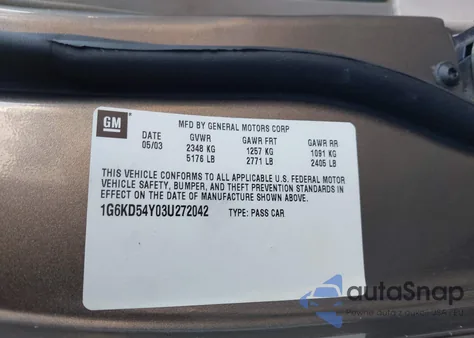 GM
MFD BY GENERAL MOTORS CORP
DATE GVWR GAWR FRT GAWR RR
05/03 2348 KG 1257 KG 1091 KG
5176 LB 2771 LB 2405 LB
THIS VEHICLE CONFORMS TO ALL APPLICABLE U.S. FEDERAL MOTOR
VEHICLE SAFETY, BUMPER, AND THEFT PREVENTION STANDARDS IN
EFFECT ON THE DATE OF MANUFACTURE SHOWN ABOVE.
1G6KD54Y03U272042 TYPE: PASS CAR
autoSnap